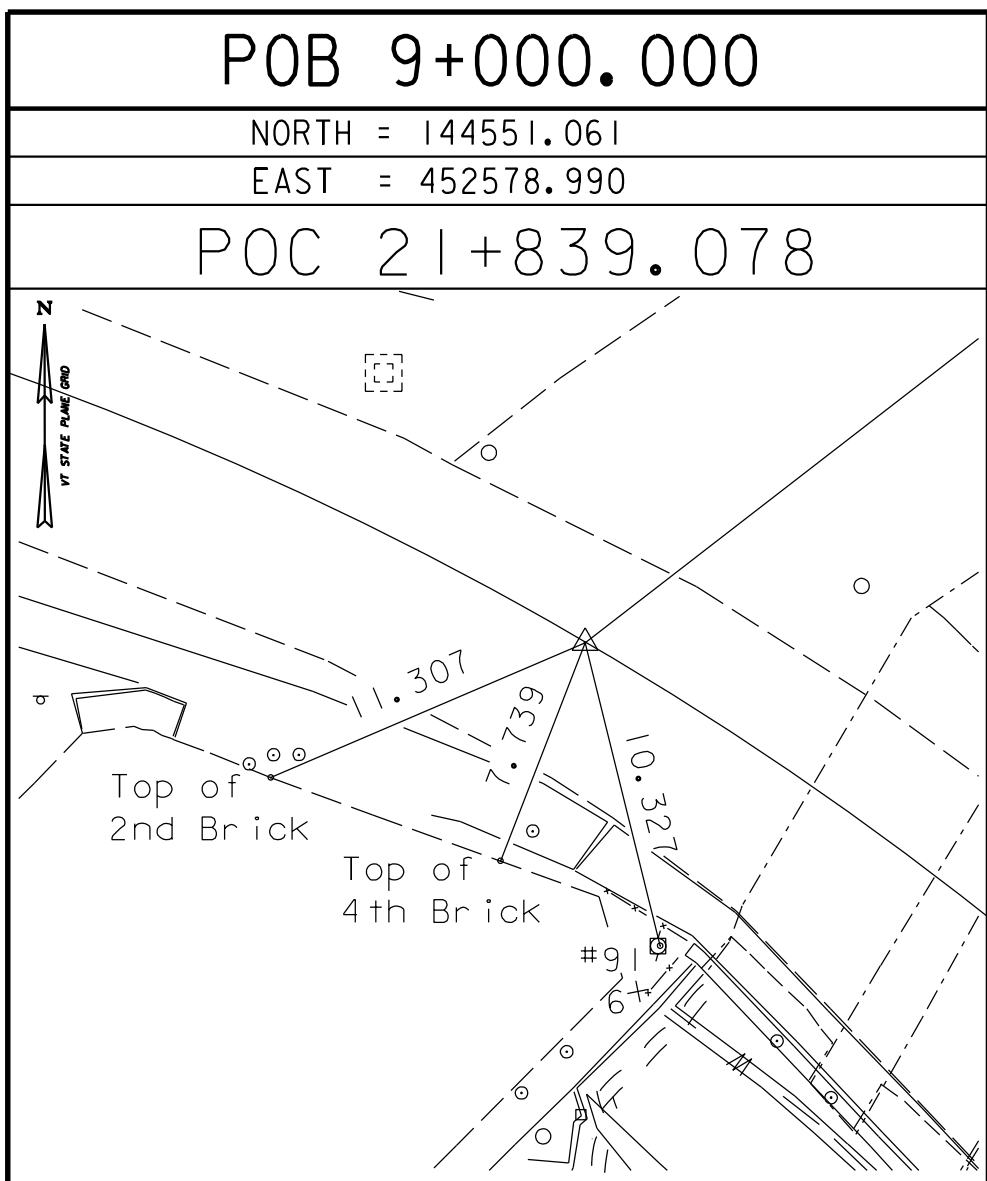 POB 9+000.000
NORTH = 144551.061
EAST = 452578.990
POC 21+839.078
N
VT STATE PLANE GRID
11.307
7.739
10.327
Top of
2nd Brick
Top of
4th Brick
#91
6